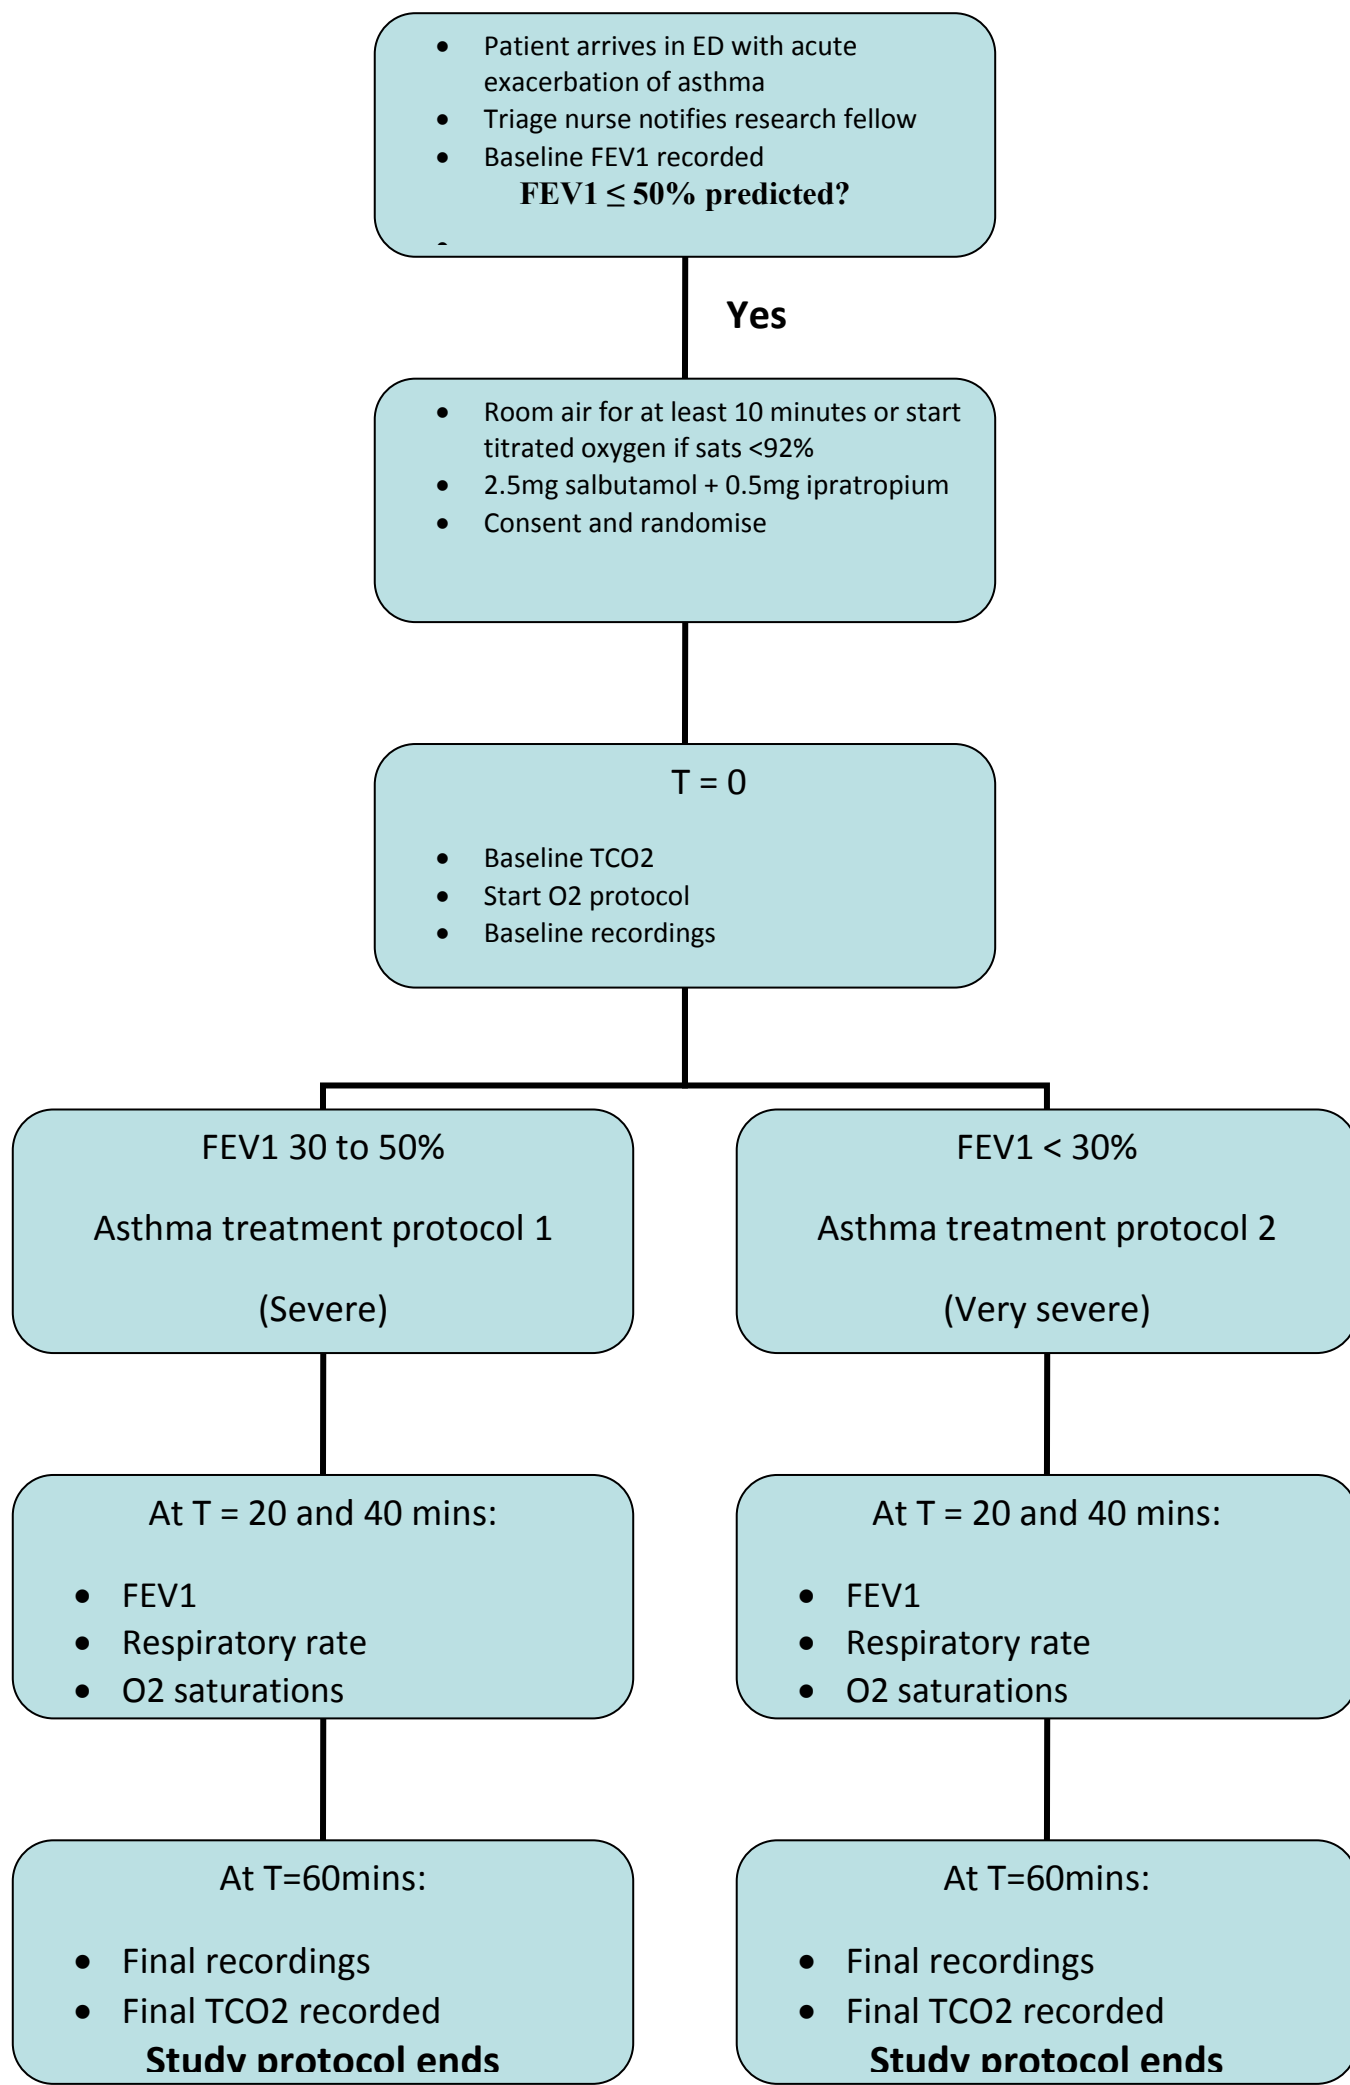 • Patient arrives in ED with acute
exacerbation of asthma
• Triage nurse notifies research fellow
• Baseline FEV1 recorded
FEV1 ≤ 50% predicted?
•
Yes
• Room air for at least 10 minutes or start
titrated oxygen if sats <92%
• 2.5mg salbutamol + 0.5mg ipratropium
• Consent and randomise
T = 0
• Baseline TCO2
• Start O2 protocol
• Baseline recordings
FEV1 30 to 50%
Asthma treatment protocol 1
(Severe)
FEV1 < 30%
Asthma treatment protocol 2
(Very severe)
At T = 20 and 40 mins:
• FEV1
• Respiratory rate
• O2 saturations
At T = 20 and 40 mins:
• FEV1
• Respiratory rate
• O2 saturations
At T=60mins:
• Final recordings
• Final TCO2 recorded
Study protocol ends
At T=60mins:
• Final recordings
• Final TCO2 recorded
Study protocol ends